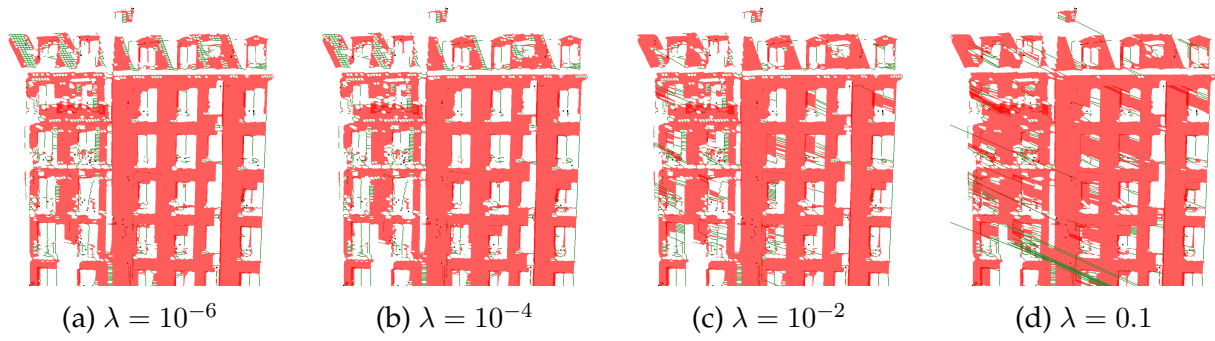 (a) λ = 10⁻⁶
(b) λ = 10⁻⁴
(c) λ = 10⁻²
(d) λ = 0.1